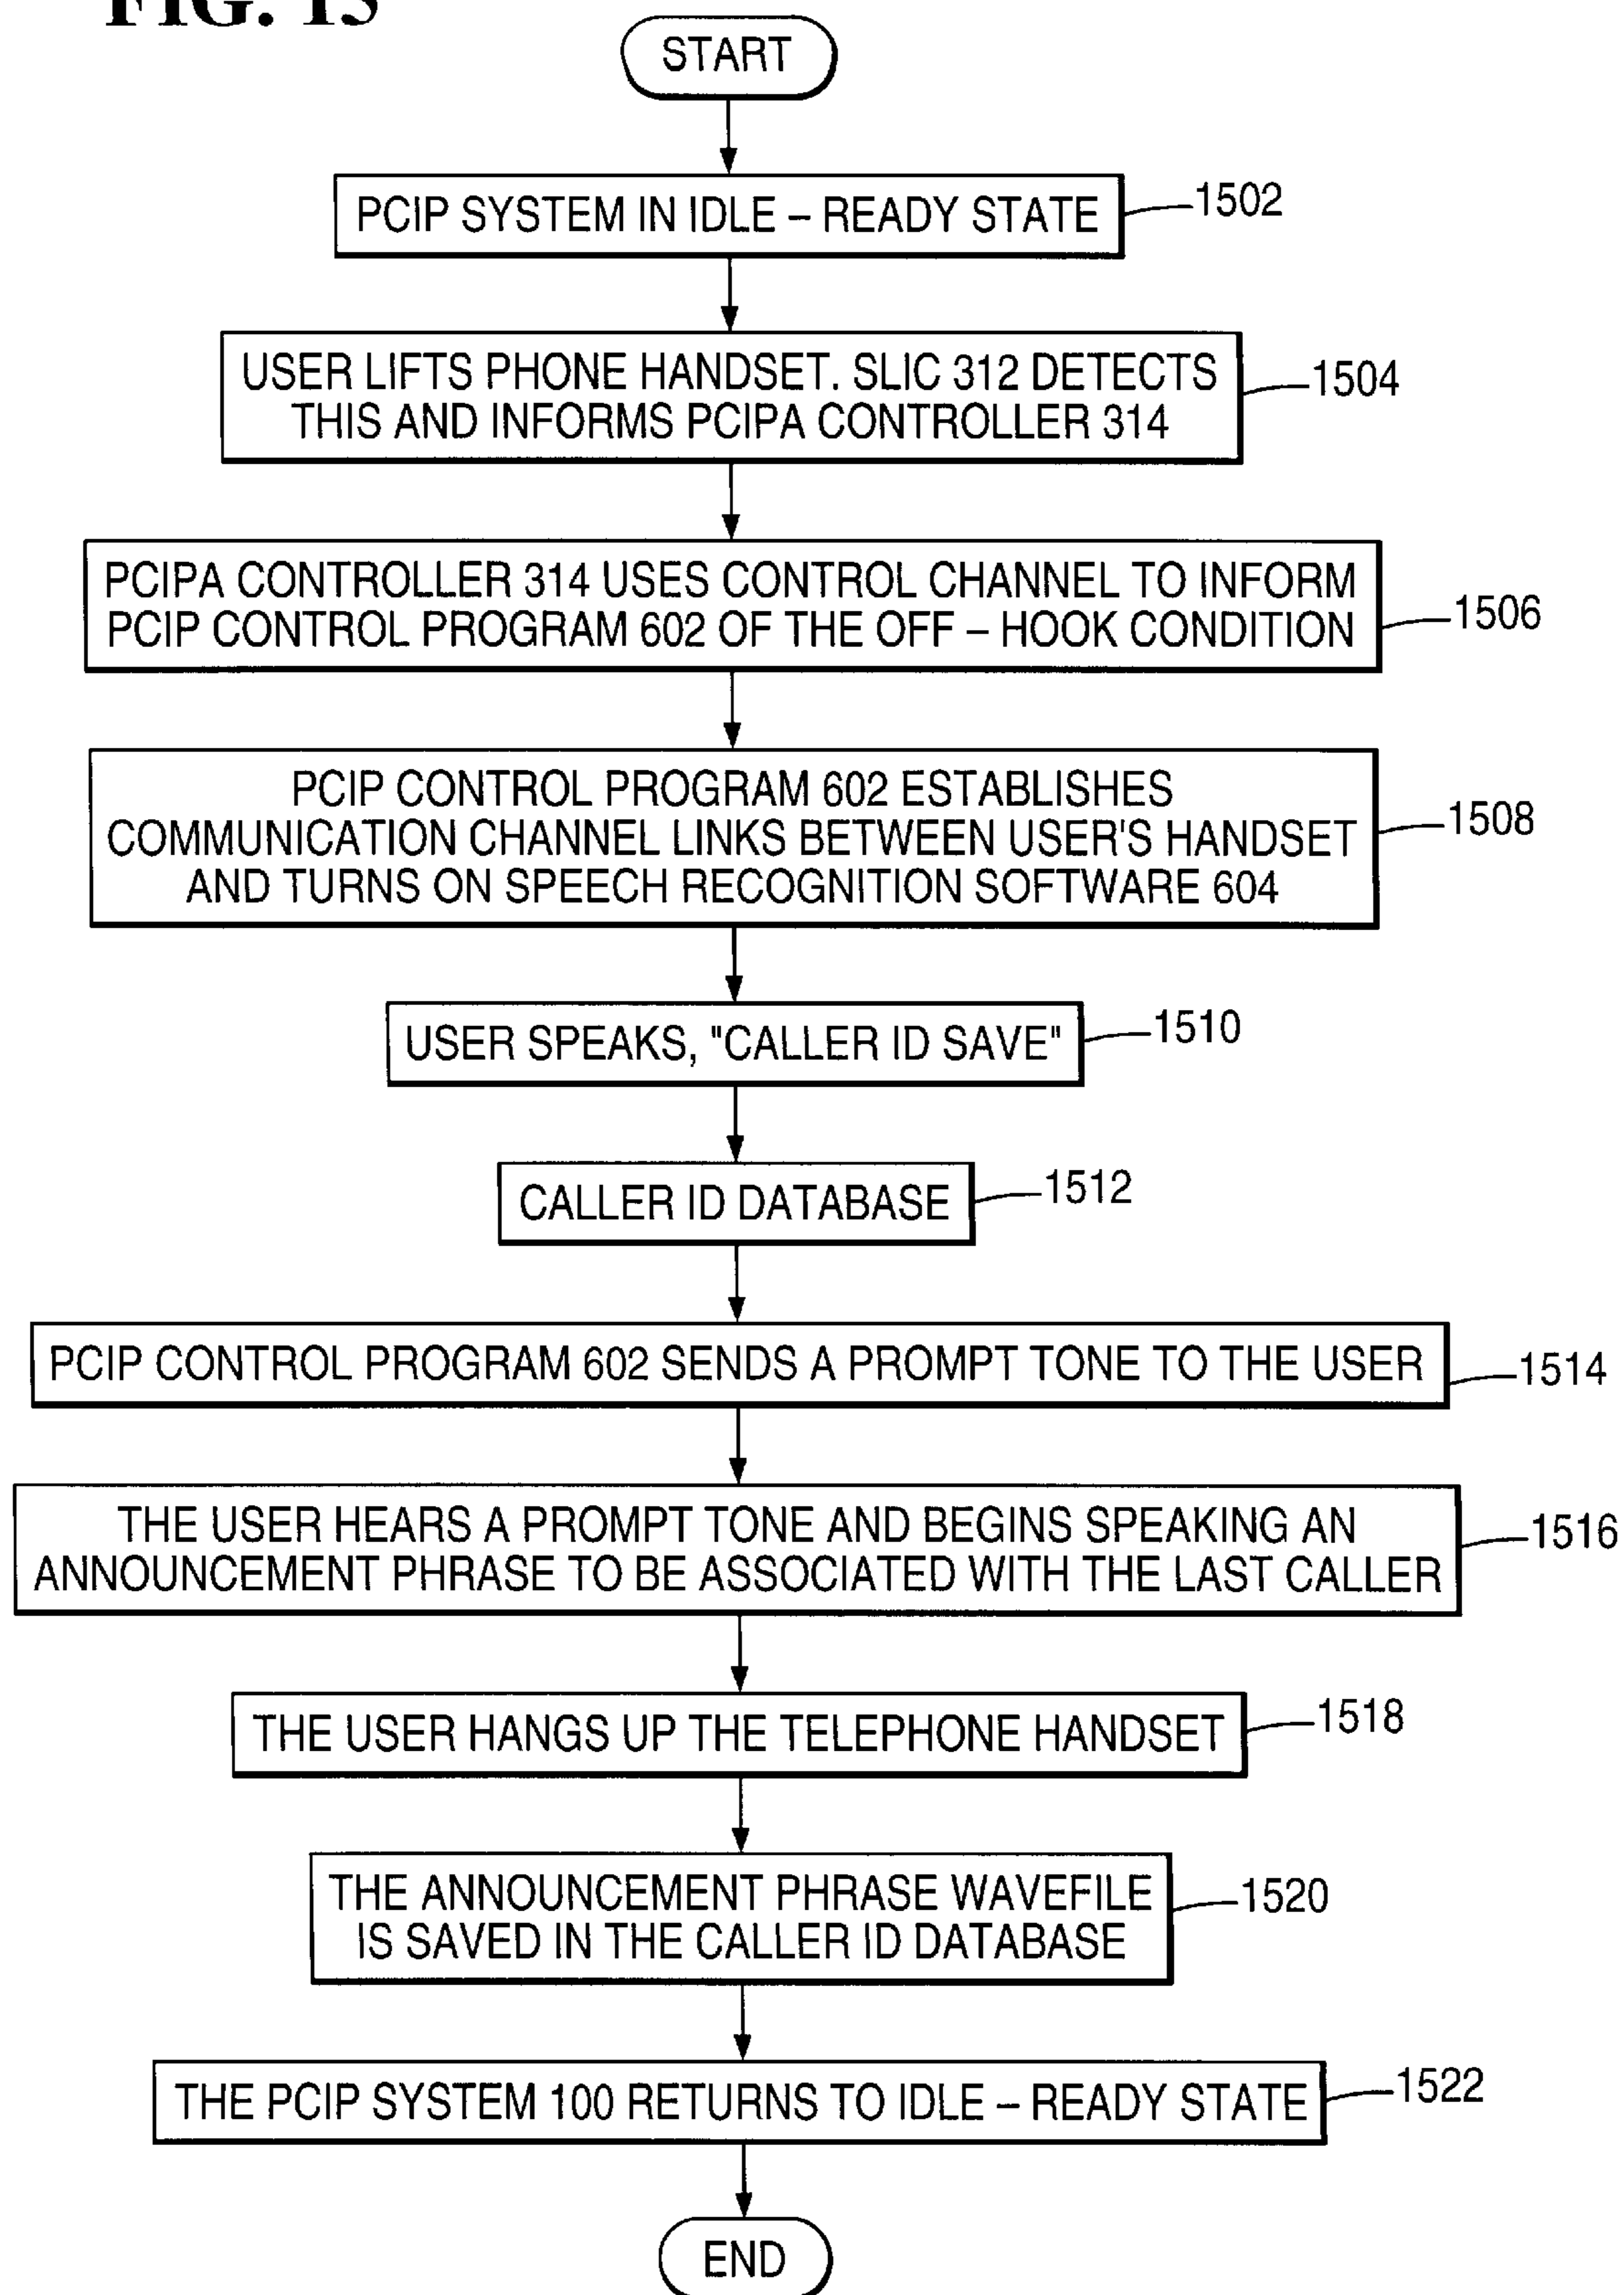 FIG. 15
START
PCIP SYSTEM IN IDLE – READY STATE
1502
USER LIFTS PHONE HANDSET. SLIC 312 DETECTS
THIS AND INFORMS PCIPA CONTROLLER 314
1504
PCIPA CONTROLLER 314 USES CONTROL CHANNEL TO INFORM
PCIP CONTROL PROGRAM 602 OF THE OFF – HOOK CONDITION
1506
PCIP CONTROL PROGRAM 602 ESTABLISHES
COMMUNICATION CHANNEL LINKS BETWEEN USER'S HANDSET
AND TURNS ON SPEECH RECOGNITION SOFTWARE 604
1508
USER SPEAKS, "CALLER ID SAVE"
1510
CALLER ID DATABASE
1512
PCIP CONTROL PROGRAM 602 SENDS A PROMPT TONE TO THE USER
1514
THE USER HEARS A PROMPT TONE AND BEGINS SPEAKING AN
ANNOUNCEMENT PHRASE TO BE ASSOCIATED WITH THE LAST CALLER
1516
THE USER HANGS UP THE TELEPHONE HANDSET
1518
THE ANNOUNCEMENT PHRASE WAVEFILE
IS SAVED IN THE CALLER ID DATABASE
1520
THE PCIP SYSTEM 100 RETURNS TO IDLE – READY STATE
1522
END